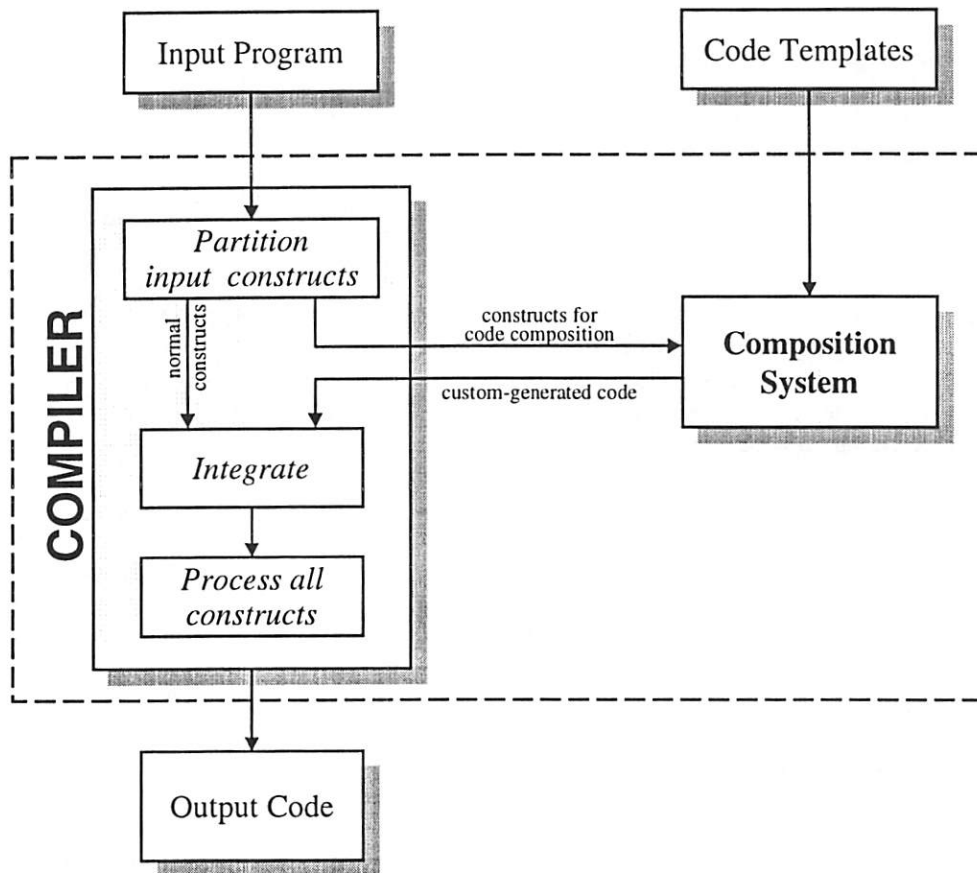 Input Program
Code Templates
COMPILER
Partition
input constructs
normal
constructs
constructs for
code composition
Composition
System
custom-generated code
Integrate
Process all
constructs
Output Code